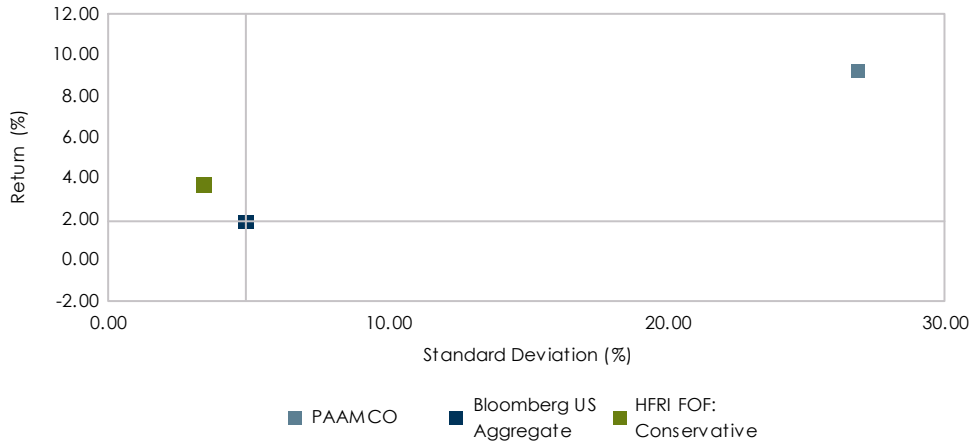 12.00
10.00
8.00
6.00
4.00
2.00
0.00
-2.00
Return (%)
0.00 10.00 20.00 30.00
Standard Deviation (%)
PAAMCO
Bloomberg US
Aggregate
HFRI FOF:
Conservative